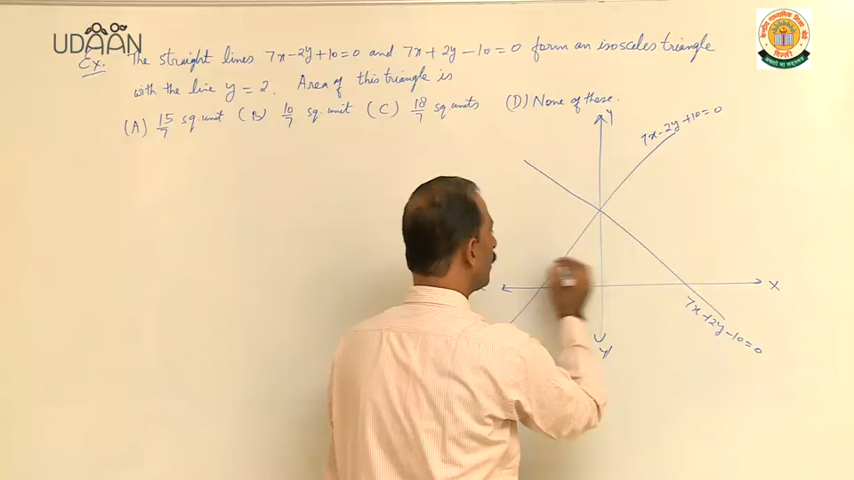 UDAAN
Ex. The straight lines 7x-2y+10=0 and 7x+2y-10=0 form an isoscales triangle
with the line y=2. Area of this triangle is
(A) 15/7 sq.unit (B) 10/7 sq.unit (C) 18/7 sq.units (D) None of these.
y
7x-2y+10=0
x
7x+2y-10=0
y'